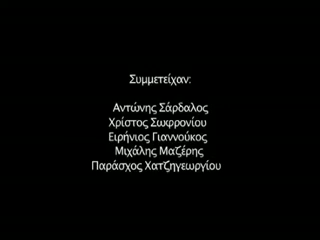 Συμμετείχαν:
Αντώνης Σάρδαλος
Χρίστος Σωφρονίου
Ειρήνιος Γιαννούκος
Μιχάλης Μαζέρης
Παράσχος Χατζηγεωργίου